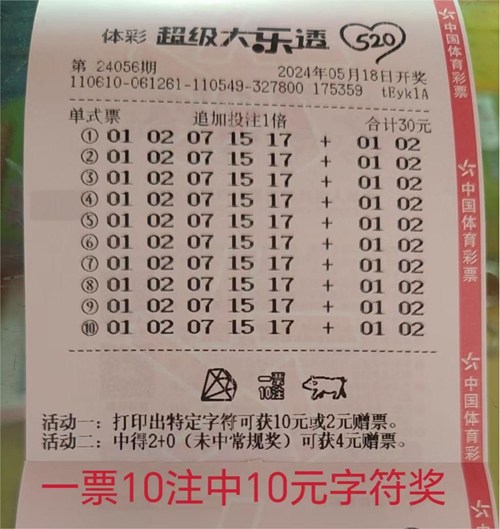 体彩 超级大乐透 520
第 24056期 2024年05月18日开奖
110610-061261-110549-327800 175359 tByk1A
单式票 追加投注1倍 合计30元
① 01 02 07 15 17 + 01 02
② 01 02 07 15 17 + 01 02
③ 01 02 07 15 17 + 01 02
④ 01 02 07 15 17 + 01 02
⑤ 01 02 07 15 17 + 01 02
⑥ 01 02 07 15 17 + 01 02
⑦ 01 02 07 15 17 + 01 02
⑧ 01 02 07 15 17 + 01 02
⑨ 01 02 07 15 17 + 01 02
⑩ 01 02 07 15 17 + 01 02
一票
10注
活动一：打印出特定字符可获10元或2元赠票。
活动二：中得2+0（未中常规奖）可获4元赠票。
一票10注中10元字符奖
中国体育彩票
中国体育彩票
中国体育彩票